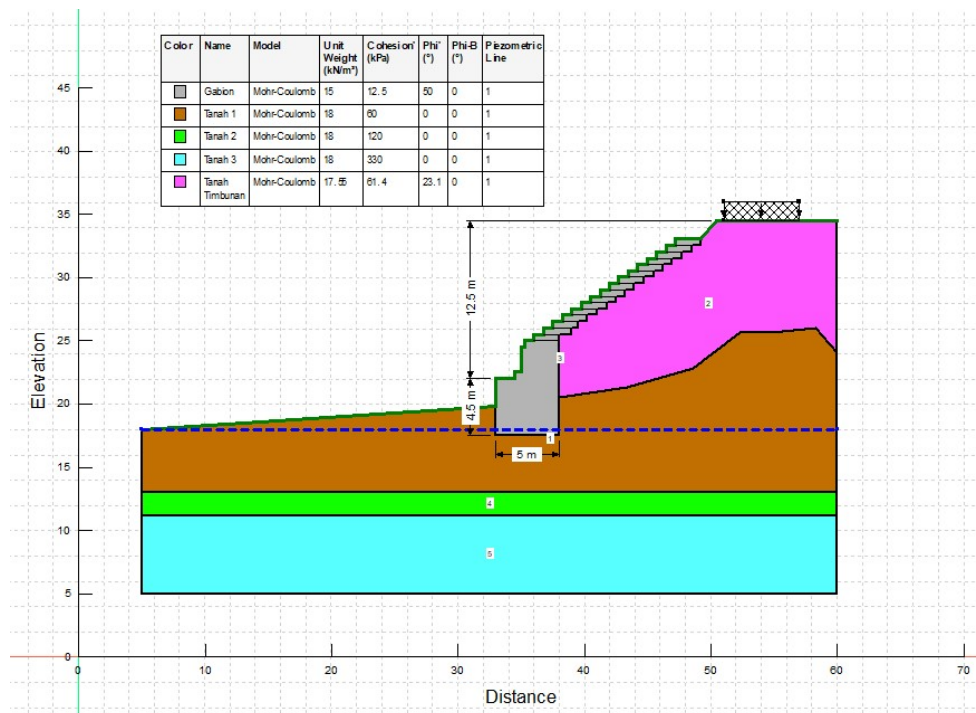 Color Name Model Unit Weight (kN/m³) Cohesion' (kPa) Phi' (°) Phi-B (°) Piezometric Line
Gabion Mohr-Coulomb 15 12.5 50 0 1
Tanah 1 Mohr-Coulomb 18 60 0 0 1
Tanah 2 Mohr-Coulomb 18 120 0 0 1
Tanah 3 Mohr-Coulomb 18 330 0 0 1
Tanah Timbunan Mohr-Coulomb 17.55 61.4 23.1 0 1
45
40
35
30
25
20
15
10
5
0
Elevation
12.5 m
4.5 m
5 m
2
3
1
4
5
0 10 20 30 40 50 60 70
Distance